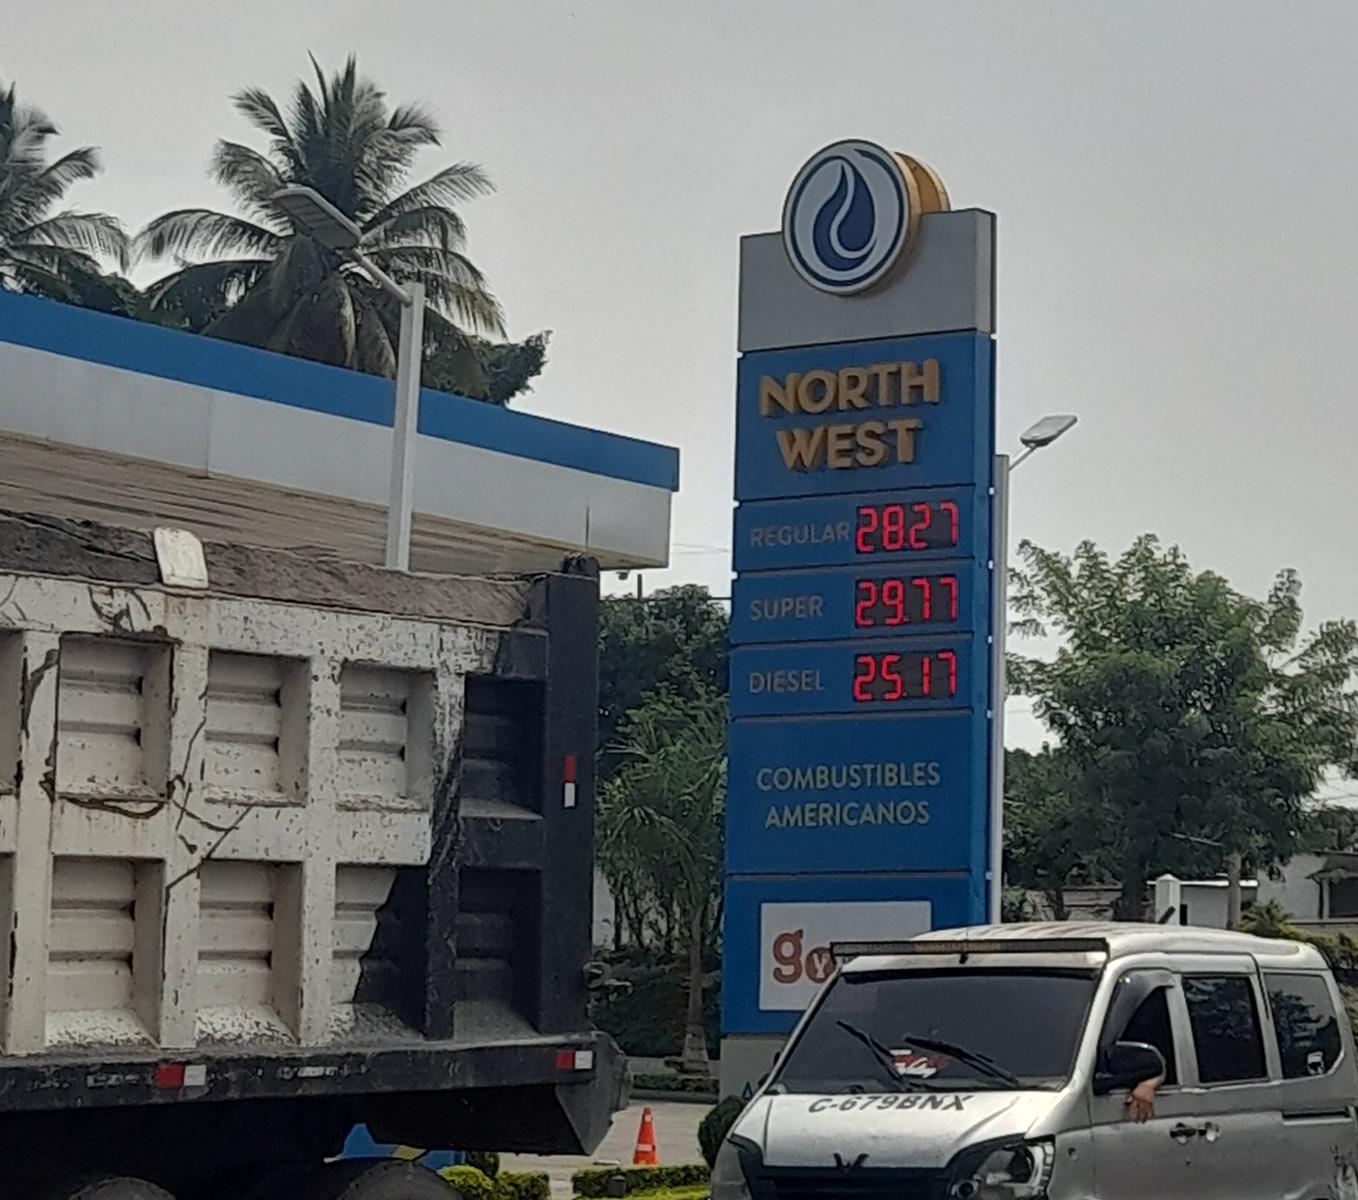 NORTH
WEST
REGULAR 28.27
SUPER 29.77
DIESEL 25.17
COMBUSTIBLES
AMERICANOS
C-679BNX